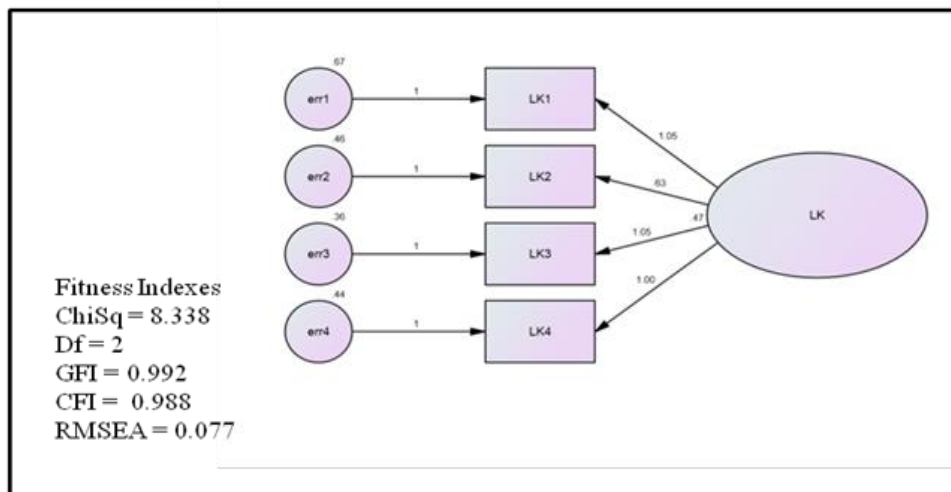 .67
err1
1
LK1
1.05
.46
err2
1
LK2
.63
LK
.47
.36
err3
1
LK3
1.05
1.00
.44
err4
1
LK4
Fitness Indexes
ChiSq = 8.338
Df = 2
GFI = 0.992
CFI = 0.988
RMSEA = 0.077